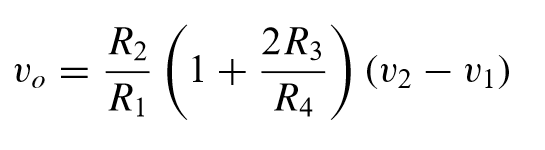 v_o = \frac{R_2}{R_1} \left( 1 + \frac{2R_3}{R_4} \right) (v_2 - v_1)